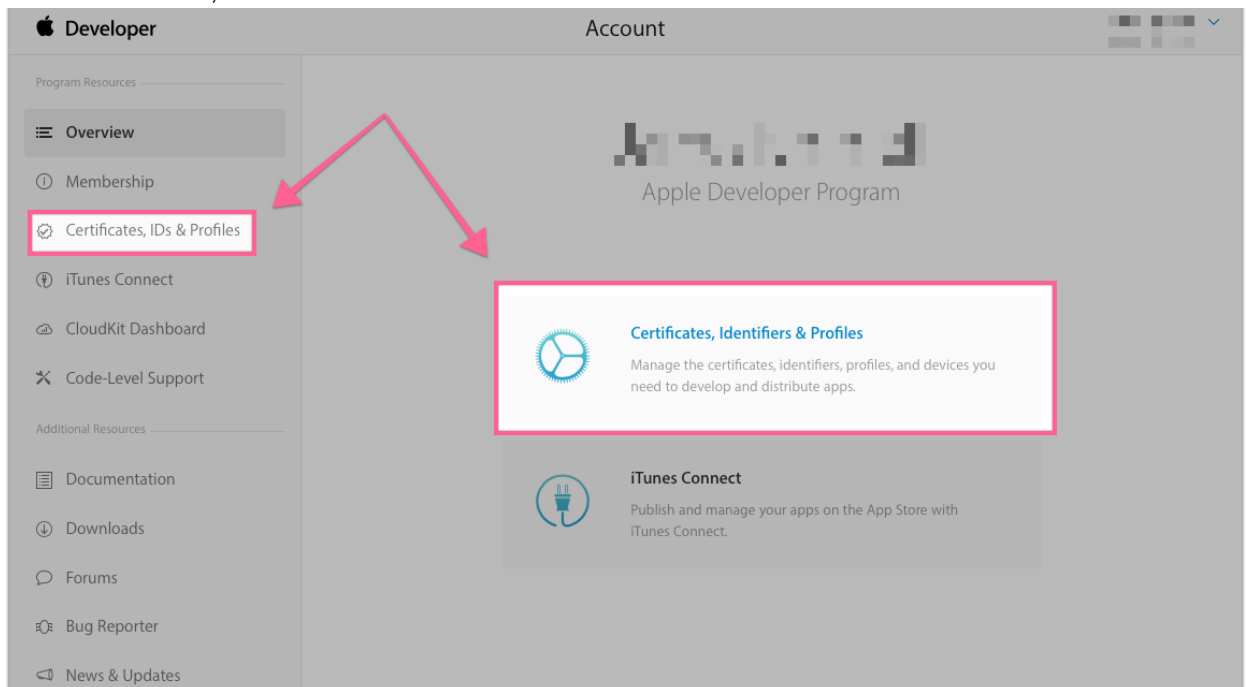 Developer
Account
Program Resources
Overview
Membership
Certificates, IDs & Profiles
iTunes Connect
CloudKit Dashboard
Code-Level Support
Additional Resources
Documentation
Downloads
Forums
Bug Reporter
News & Updates
Apple Developer Program
Certificates, Identifiers & Profiles
Manage the certificates, identifiers, profiles, and devices you
need to develop and distribute apps.
iTunes Connect
Publish and manage your apps on the App Store with
iTunes Connect.